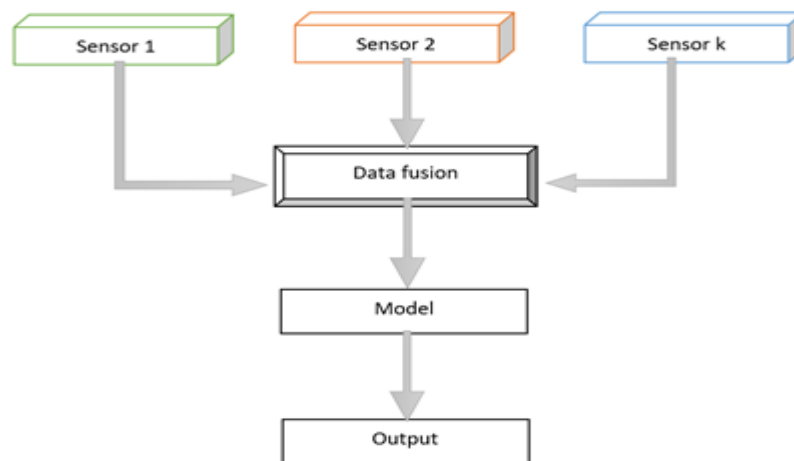 Sensor 1
Sensor 2
Sensor k
Data fusion
Model
Output